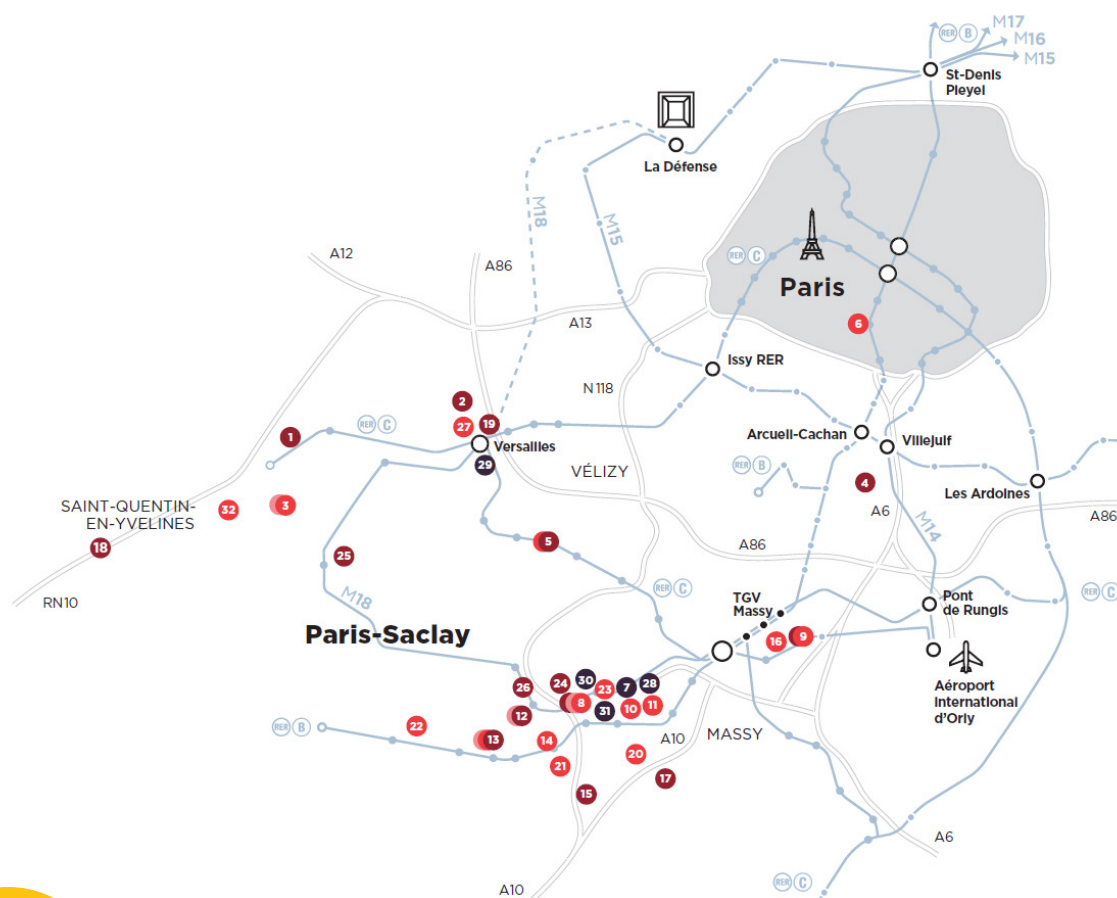 M17
RER B
M16
M15
St-Denis
Pleyel
La Défense
M18
M15
RER C
A12
A86
Paris
A13
6
Issy RER
N118
2
19
27
1
RER C
Versailles
Arcueil-Cachan
Villejuif
29
VÉLIZY
RER B
4
Les Ardoines
SAINT-QUENTIN-
EN-YVELINES
32
3
A6
A86
18
5
A86
M14
25
RER C
RER C
TGV
Massy
Pont
de Rungis
RN10
M18
Paris-Saclay
16
9
Aéroport
international
d'Orly
24
30
26
23
7
28
8
10
11
12
31
RER B
22
13
14
A10
MASSY
21
20
17
15
A6
RER C
A10